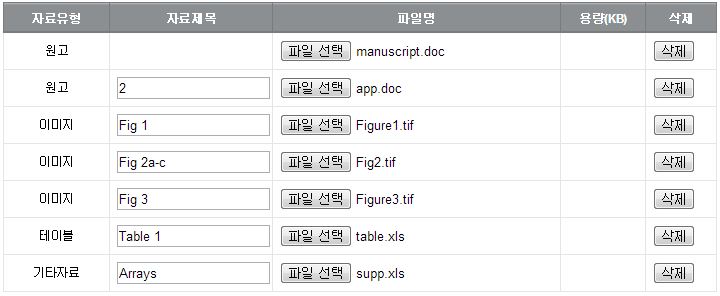 자료유형 자료제목 파일명 용량(KB) 삭제
원고 파일 선택 manuscript.doc 삭제
원고 2 파일 선택 app.doc 삭제
이미지 Fig 1 파일 선택 Figure1.tif 삭제
이미지 Fig 2a-c 파일 선택 Fig2.tif 삭제
이미지 Fig 3 파일 선택 Figure3.tif 삭제
테이블 Table 1 파일 선택 table.xls 삭제
기타자료 Arrays 파일 선택 supp.xls 삭제